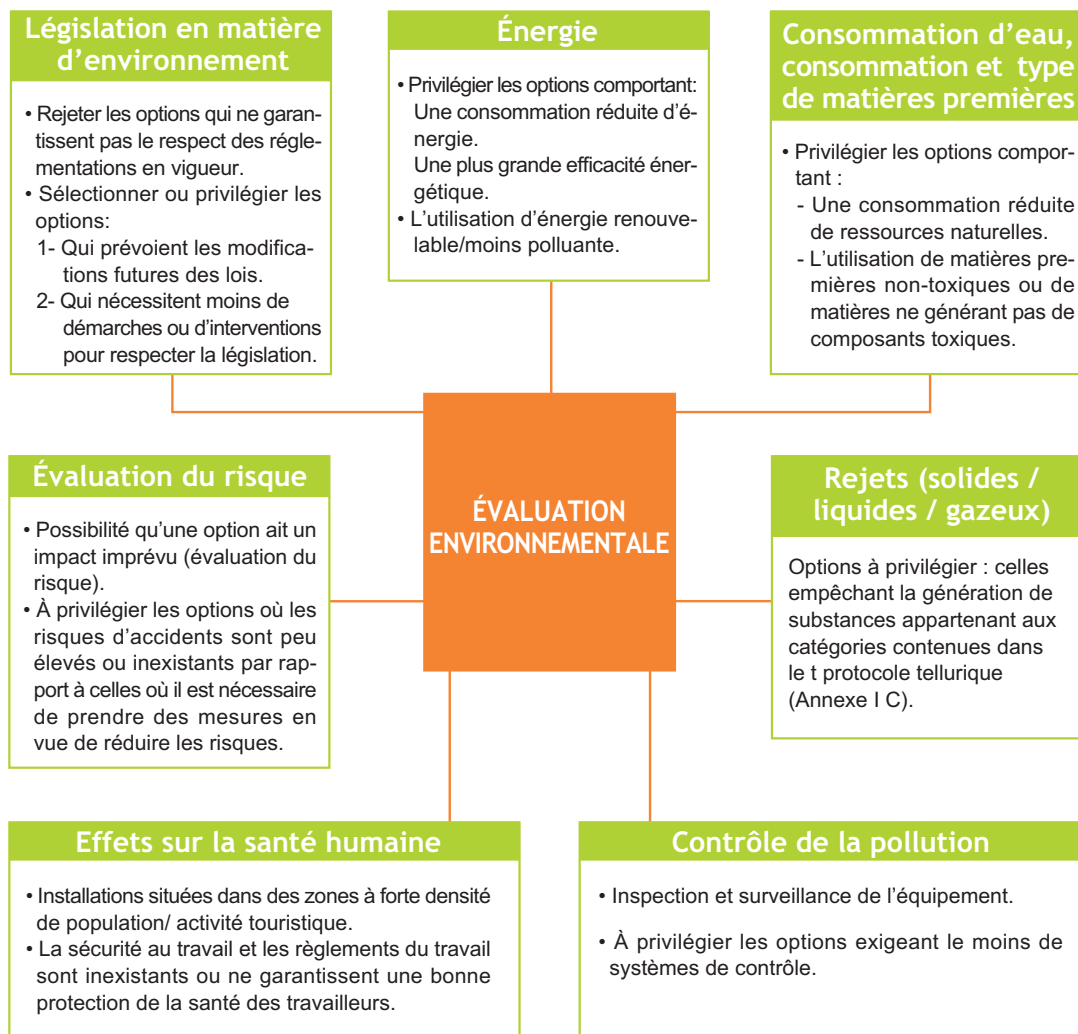 Législation en matière
d'environnement
• Rejeter les options qui ne garan-
tissent pas le respect des régle-
mentations en vigueur.
• Sélectionner ou privilégier les
options:
1- Qui prévoient les modifica-
tions futures des lois.
2- Qui nécessitent moins de
démarches ou d'interventions
pour respecter la législation.
Énergie
• Privilégier les options comportant:
Une consommation réduite d'é-
nergie.
Une plus grande efficacité éner-
gétique.
• L'utilisation d'énergie renouve-
lable/moins polluante.
Consommation d'eau,
consommation et type
de matières premières
• Privilégier les options compor-
tant :
- Une consommation réduite
de ressources naturelles.
- L'utilisation de matières pre-
mières non-toxiques ou de
matières ne générant pas de
composants toxiques.
Évaluation du risque
• Possibilité qu'une option ait un
impact imprévu (évaluation du
risque).
• À privilégier les options où les
risques d'accidents sont peu
élevés ou inexistants par rap-
port à celles où il est nécessaire
de prendre des mesures en
vue de réduire les risques.
ÉVALUATION
ENVIRONNEMENTALE
Rejets (solides /
liquides / gazeux)
Options à privilégier : celles
empêchant la génération de
substances appartenant aux
catégories contenues dans
le t protocole tellurique
(Annexe I C).
Effets sur la santé humaine
• Installations situées dans des zones à forte densité
de population/ activité touristique.
• La sécurité au travail et les règlements du travail
sont inexistants ou ne garantissent une bonne
protection de la santé des travailleurs.
Contrôle de la pollution
• Inspection et surveillance de l'équipement.
• À privilégier les options exigeant le moins de
systèmes de contrôle.